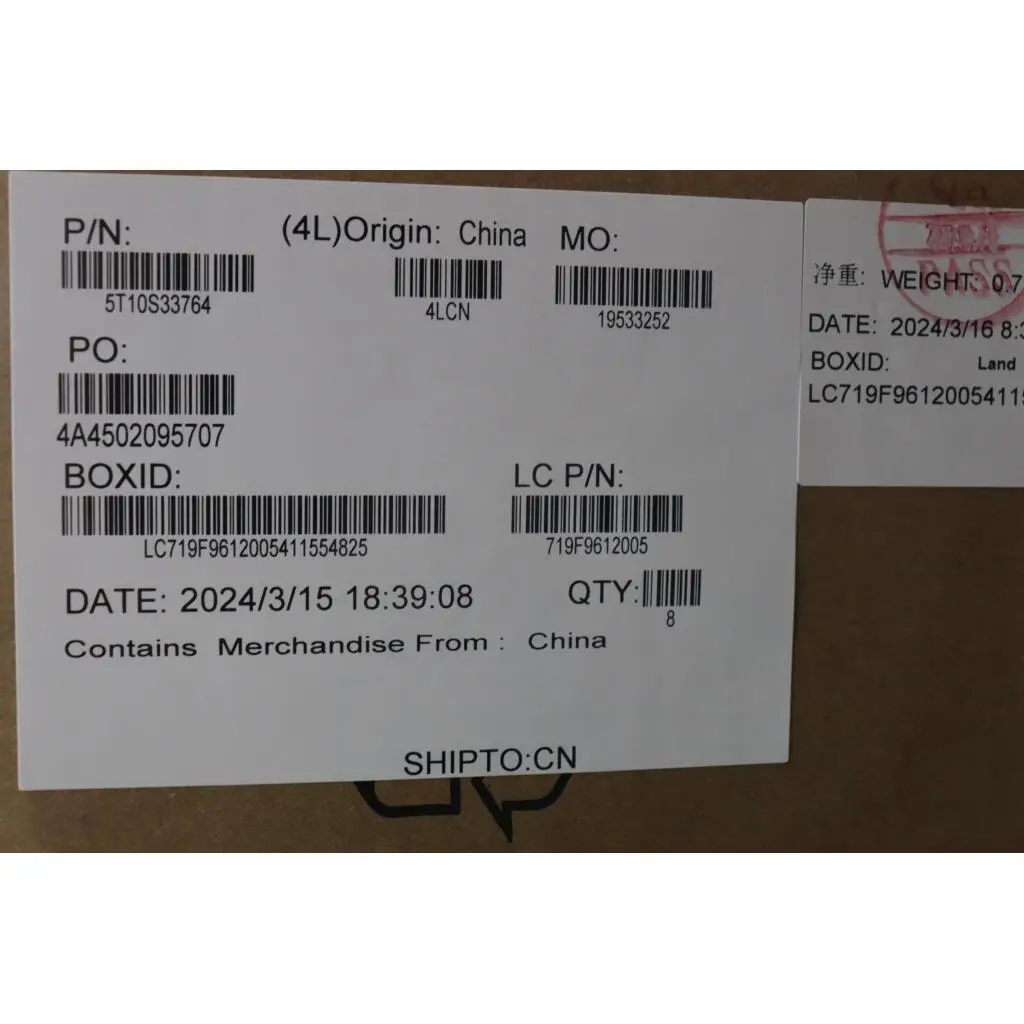 P/N:
(4L)Origin: China
MO:
5T10S33764
4LCN
19533252
PO:
4A4502095707
BOXID:
LC P/N:
LC719F9612005411554825
719F9612005
DATE: 2024/3/15 18:39:08
QTY:
8
Contains Merchandise From : China
SHIPTO:CN
净重: WEIGHT: 0.7
DATE: 2024/3/16 8:3
BOXID: Land
LC719F96120054115